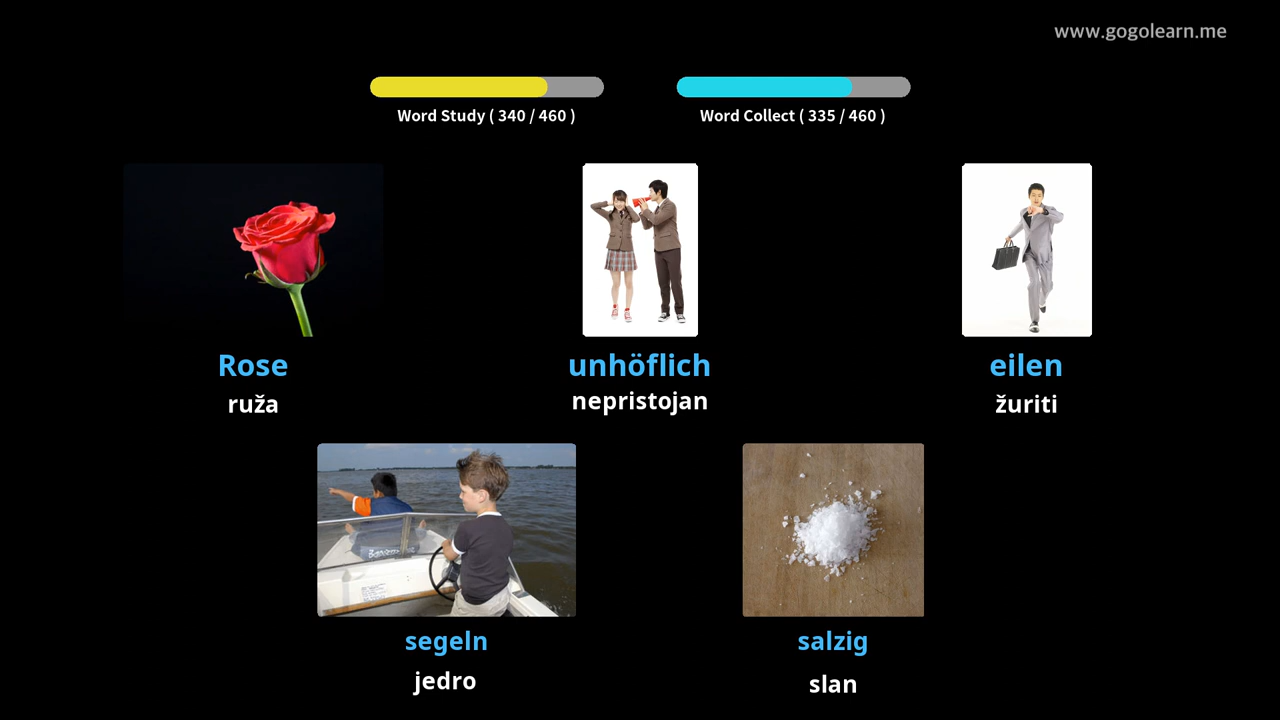 www.gogolearn.me
Word Study ( 340 / 460 )
Word Collect ( 335 / 460 )
Rose
ruža
unhöflich
nepristojan
eilen
žuriti
segeln
jedro
salzig
slan